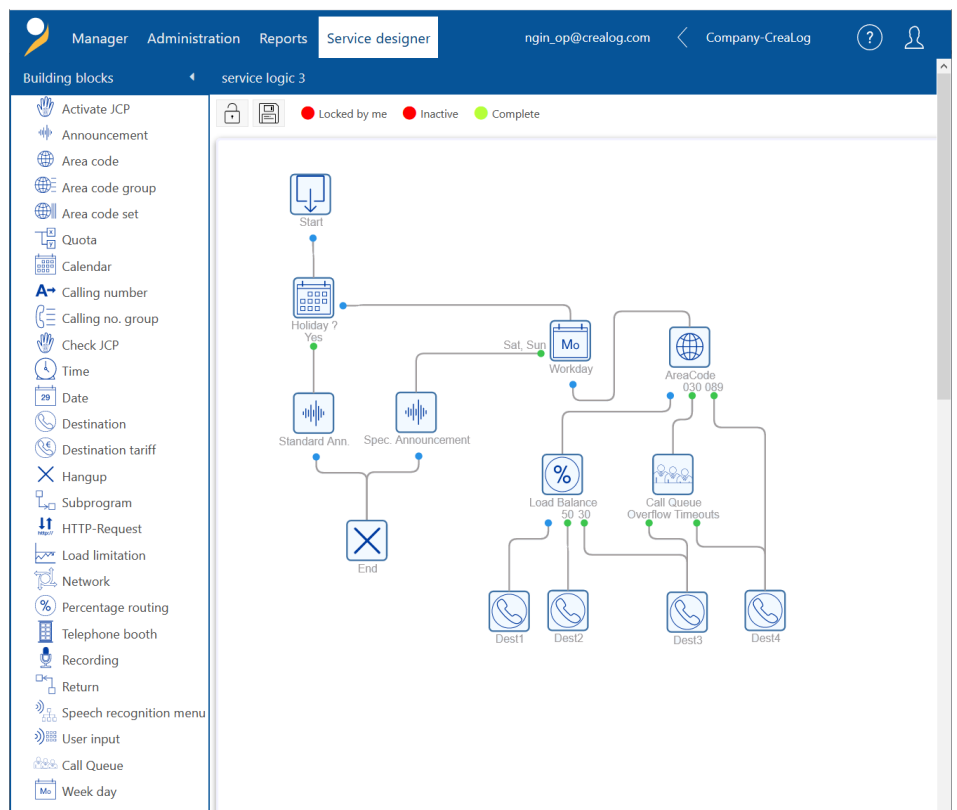 Manager Administration Reports Service designer ngin_op@crealog.com Company-CreaLog ?
Building blocks service logic 3
Activate JCP
Announcement
Area code
Area code group
Area code set
Quota
Calendar
Calling number
Calling no. group
Check JCP
Time
29 Date
Destination
Destination tariff
Hangup
Subprogram
http:// HTTP-Request
Load limitation
Network
% Percentage routing
Telephone booth
Recording
Return
Speech recognition menu
User input
Call Queue
Mo Week day
Locked by me Inactive Complete
Start
Holiday ?
Yes
Sat, Sun
Mo
Workday
AreaCode
030 089
Standard Ann.
Spec. Announcement
%
Load Balance
50 30
Call Queue
Overflow Timeouts
End
Dest1
Dest2
Dest3
Dest4